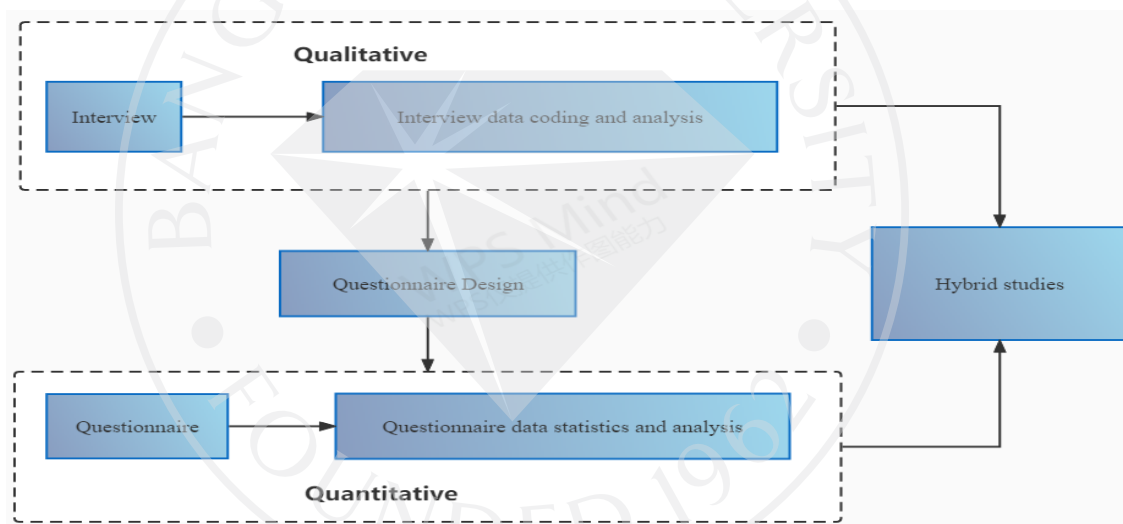 Qualitative
Interview
Interview data coding and analysis
WPS Mind
Questionnaire Design
Hybrid studies
Questionnaire
Questionnaire data statistics and analysis
Quantitative
FOUNDED 1962